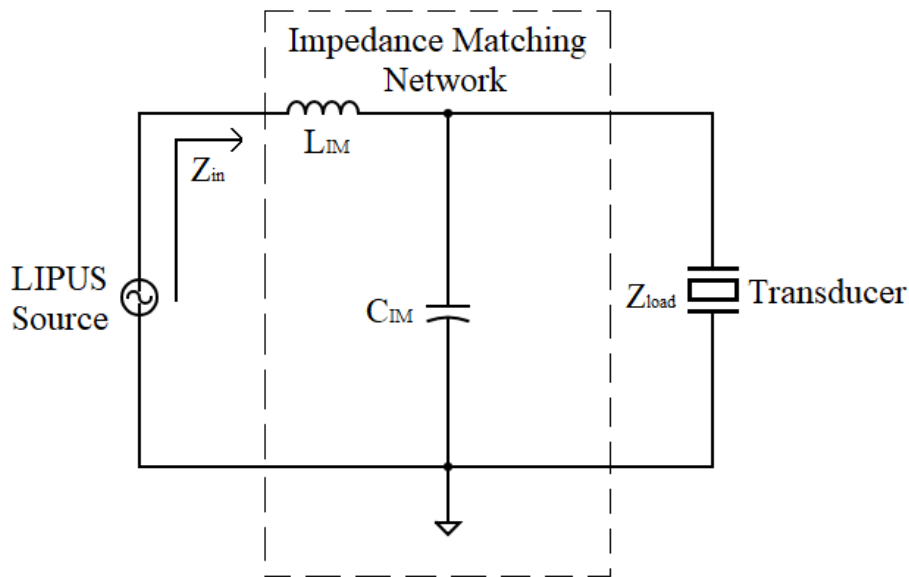 Impedance Matching
Network
LIM
Zin
LIPUS
Source
CIM
Zload
Transducer